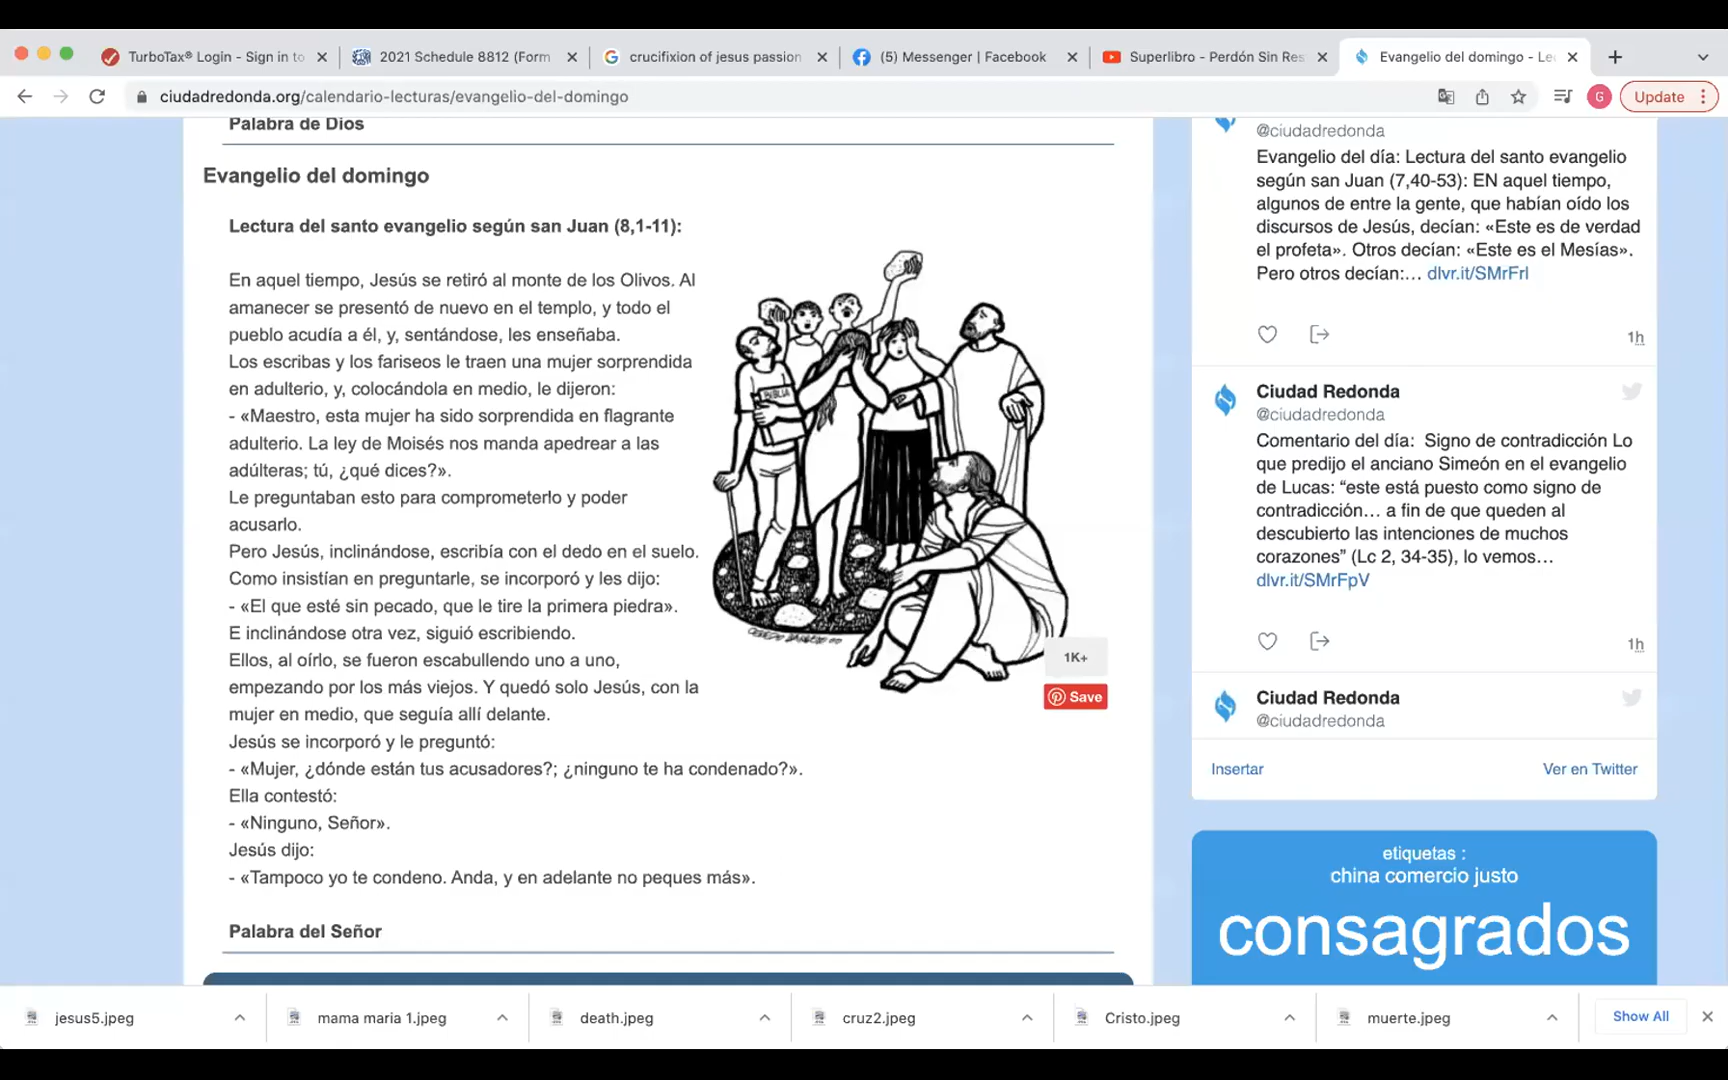 TurboTax® Login - Sign in to
2021 Schedule 8812 (Form
crucifixion of jesus passion
(5) Messenger | Facebook
Superlibro - Perdón Sin Res
Evangelio del domingo - Le
ciudadredonda.org/calendario-lecturas/evangelio-del-domingo
G
Update
Palabra de Dios
Evangelio del domingo
Lectura del santo evangelio según san Juan (8,1-11):
En aquel tiempo, Jesús se retiró al monte de los Olivos. Al
amanecer se presentó de nuevo en el templo, y todo el
pueblo acudía a él, y, sentándose, les enseñaba.
Los escribas y los fariseos le traen una mujer sorprendida
en adulterio, y, colocándola en medio, le dijeron:
- «Maestro, esta mujer ha sido sorprendida en flagrante
adulterio. La ley de Moisés nos manda apedrear a las
adúlteras; tú, ¿qué dices?».
Le preguntaban esto para comprometerlo y poder
acusarlo.
Pero Jesús, inclinándose, escribía con el dedo en el suelo.
Como insistían en preguntarle, se incorporó y les dijo:
- «El que esté sin pecado, que le tire la primera piedra».
E inclinándose otra vez, siguió escribiendo.
Ellos, al oírlo, se fueron escabullendo uno a uno,
empezando por los más viejos. Y quedó solo Jesús, con la
mujer en medio, que seguía allí delante.
Jesús se incorporó y le preguntó:
- «Mujer, ¿dónde están tus acusadores?; ¿ninguno te ha condenado?».
Ella contestó:
- «Ninguno, Señor».
Jesús dijo:
- «Tampoco yo te condeno. Anda, y en adelante no peques más».
Palabra del Señor
BIBLIA
1K+
Save
@ciudadredonda
Evangelio del día: Lectura del santo evangelio
según san Juan (7,40-53): EN aquel tiempo,
algunos de entre la gente, que habían oído los
discursos de Jesús, decían: «Este es de verdad
el profeta». Otros decían: «Este es el Mesías».
Pero otros decían:… dlvr.it/SMrFrl
1h
Ciudad Redonda
@ciudadredonda
Comentario del día: Signo de contradicción Lo
que predijo el anciano Simeón en el evangelio
de Lucas: “este está puesto como signo de
contradicción… a fin de que queden al
descubierto las intenciones de muchos
corazones” (Lc 2, 34-35), lo vemos…
dlvr.it/SMrFpV
1h
Ciudad Redonda
@ciudadredonda
Insertar
Ver en Twitter
etiquetas :
china comercio justo
consagrados
jesus5.jpeg
mama maria 1.jpeg
death.jpeg
cruz2.jpeg
Cristo.jpeg
muerte.jpeg
Show All